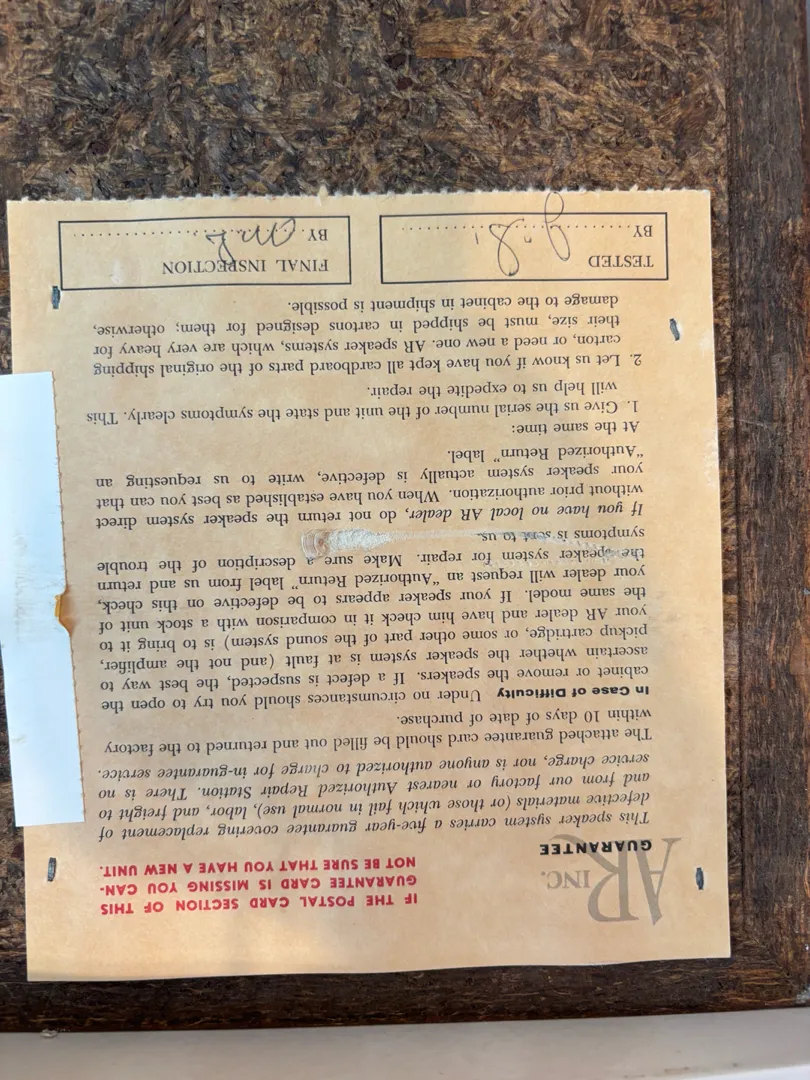 AR INC.
IF THE POSTAL CARD SECTION OF THIS
GUARANTEE CARD IS MISSING YOU CAN-
NOT BE SURE THAT YOU HAVE A NEW UNIT.
GUARANTEE
This speaker system carries a five-year guarantee covering replacement of
defective materials (or those which fail in normal use), labor, and freight to
and from our factory or nearest Authorized Repair Station. There is no
service charge, nor is anyone authorized to charge for in-guarantee service.
The attached guarantee card should be filled out and returned to the factory
within 10 days of date of purchase.
In Case of Difficulty Under no circumstances should you try to open the
cabinet or remove the speakers. If a defect is suspected, the best way to
ascertain whether the speaker system is at fault (and not the amplifier,
pickup cartridge, or some other part of the sound system) is to bring it to
your AR dealer and have him check it in comparison with a stock unit of
the same model. If your speaker appears to be defective on this check,
your dealer will request an “Authorized Return” label from us and return
the speaker system for repair. Make sure a description of the trouble
symptoms is sent to us.
If you have no local AR dealer, do not return the speaker system direct
without prior authorization. When you have established as best you can that
your speaker system actually is defective, write to us requesting an
“Authorized Return” label.
At the same time:
1. Give us the serial number of the unit and state the symptoms clearly. This
will help us to expedite the repair.
2. Let us know if you have kept all cardboard parts of the original shipping
carton, or need a new one. AR speaker systems, which are very heavy for
their size, must be shipped in cartons designed for them; otherwise,
damage to the cabinet in shipment is possible.
TESTED
BY
FINAL INSPECTION
BY